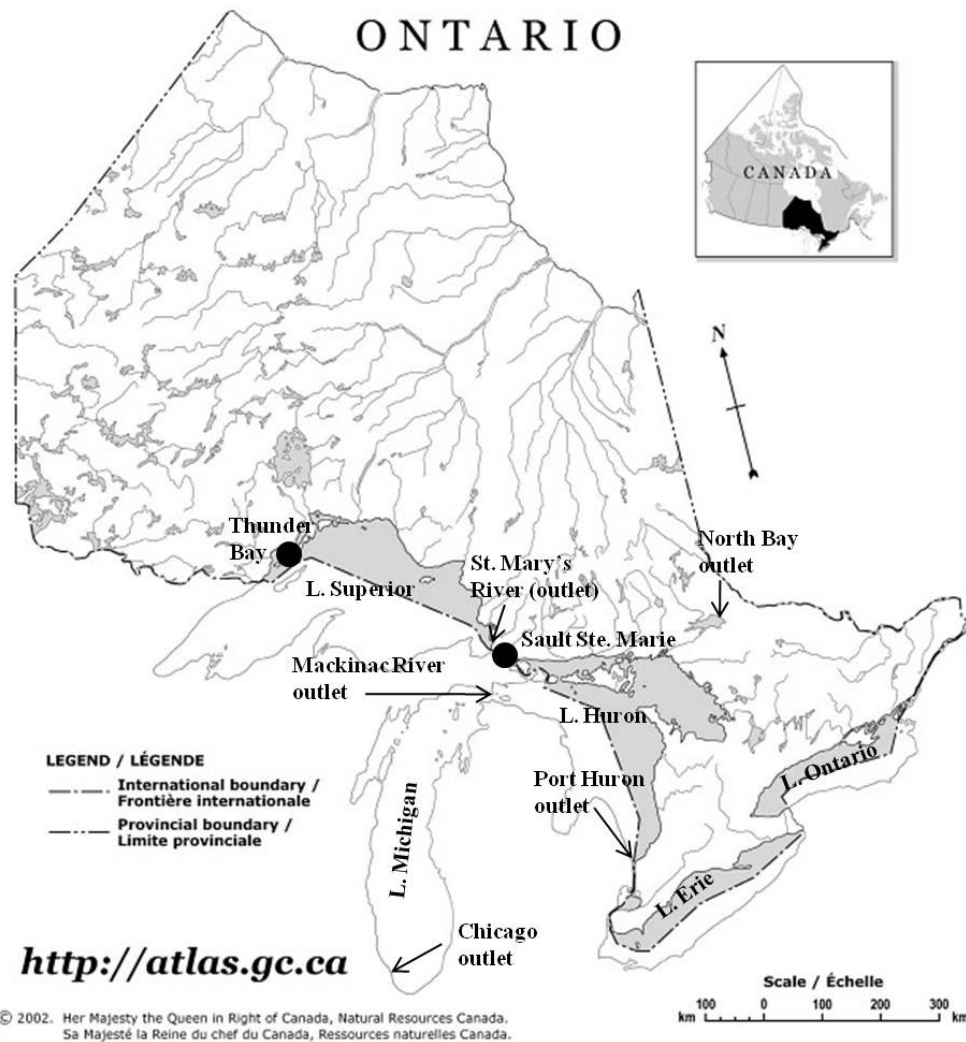 ONTARIO
CANADA
N
Thunder
Bay
L. Superior
St. Mary's
River (outlet)
North Bay
outlet
Sault Ste. Marie
Mackinac River
outlet
L. Huron
LEGEND / LÉGENDE
International boundary /
Frontière internationale
Provincial boundary /
Limite provinciale
L. Michigan
Port Huron
outlet
L. Ontario
L. Erie
Chicago
outlet
http://atlas.gc.ca
Scale / Échelle
100 0 100 200 300
km km
© 2002. Her Majesty the Queen in Right of Canada, Natural Resources Canada.
Sa Majesté la Reine du chef du Canada, Ressources naturelles Canada.